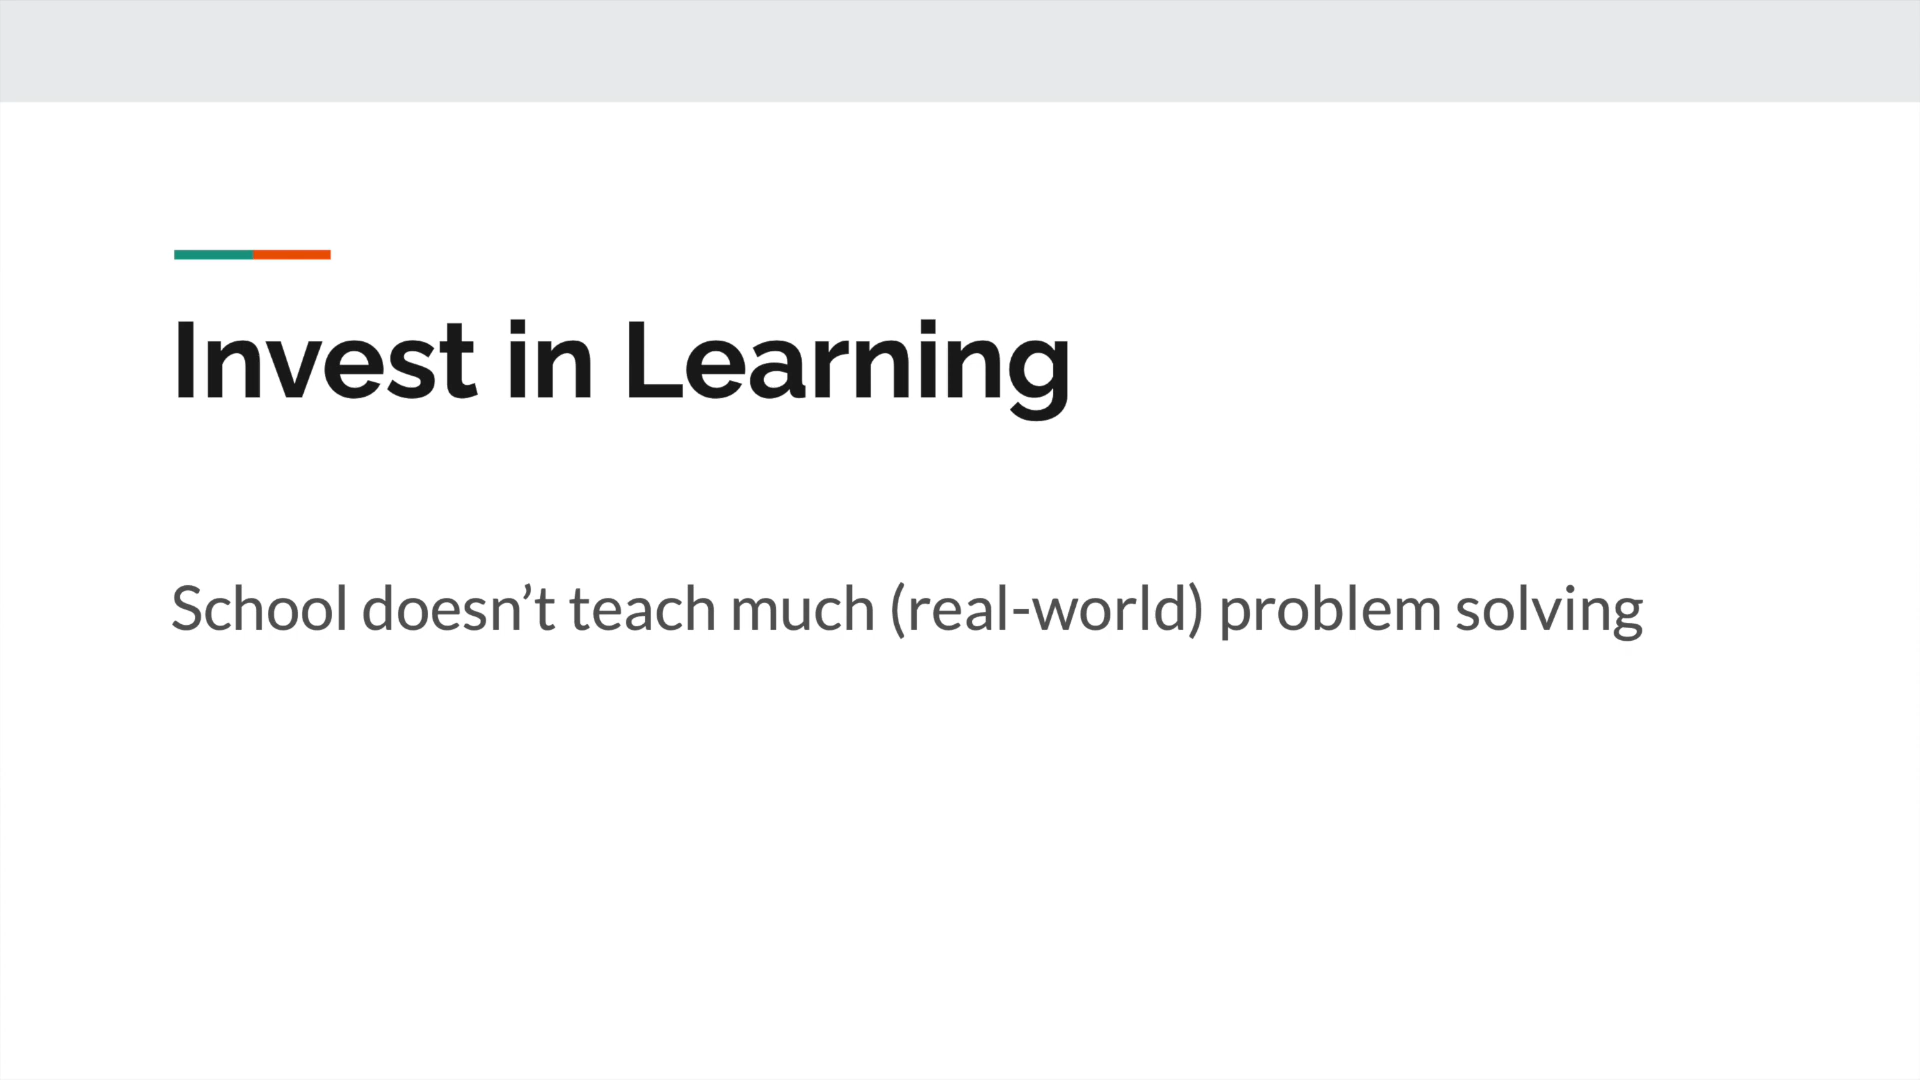 Invest in Learning
School doesn’t teach much (real-world) problem solving